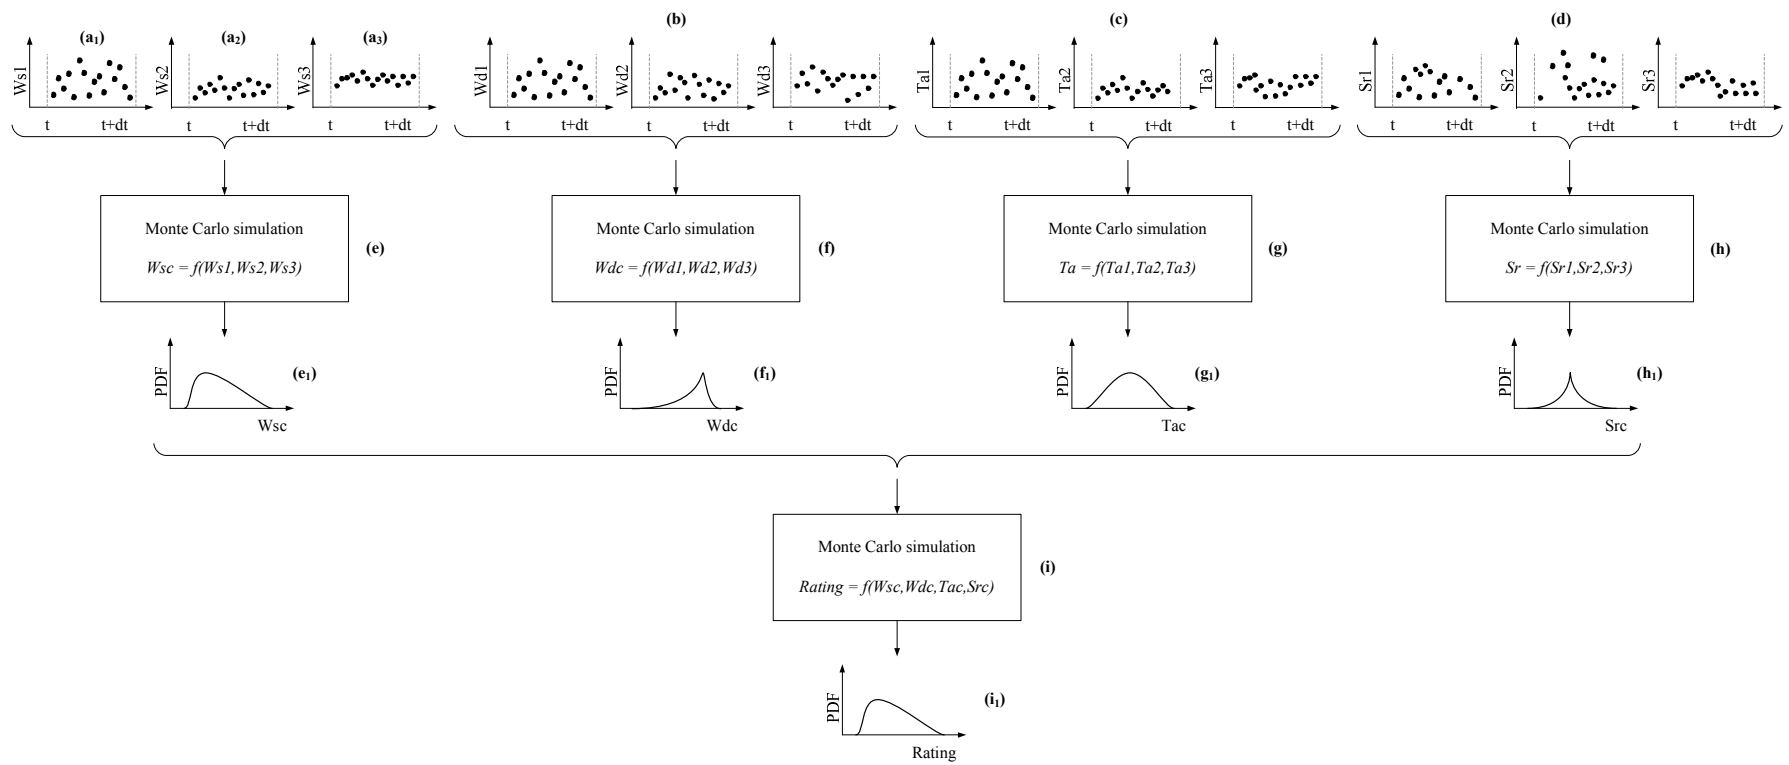 (b) (c) (d)
(a1) (a2) (a3)
Ws1 Ws2 Ws3 Wd1 Wd2 Wd3 Ta1 Ta2 Ta3 Sr1 Sr2 Sr3
t t+dt t t+dt t t+dt t t+dt t t+dt t t+dt t t+dt t t+dt t t+dt t t+dt t t+dt t t+dt
Monte Carlo simulation
Wsc = f(Ws1,Ws2,Ws3)
(e)
Monte Carlo simulation
Wdc = f(Wd1,Wd2,Wd3)
(f)
Monte Carlo simulation
Ta = f(Ta1,Ta2,Ta3)
(g)
Monte Carlo simulation
Sr = f(Sr1,Sr2,Sr3)
(h)
PDF
(e1)
Wsc
PDF
(f1)
Wdc
PDF
(g1)
Tac
PDF
(h1)
Src
Monte Carlo simulation
Rating = f(Wsc,Wdc,Tac,Src)
(i)
PDF
(i1)
Rating